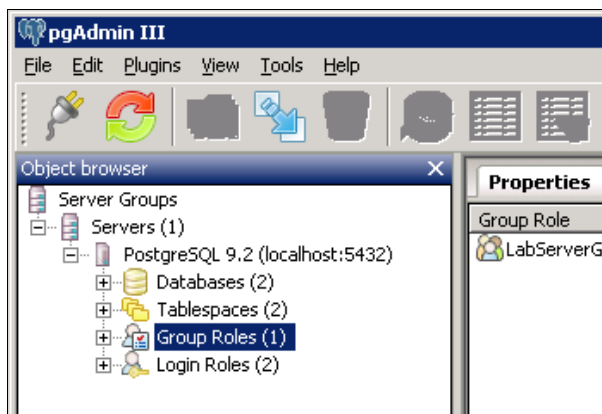 pgAdmin III
File Edit Plugins View Tools Help
Object browser
Server Groups
Servers (1)
PostgreSQL 9.2 (localhost:5432)
Databases (2)
Tablespaces (2)
Group Roles (1)
Login Roles (2)
Properties
Group Role
LabServerG